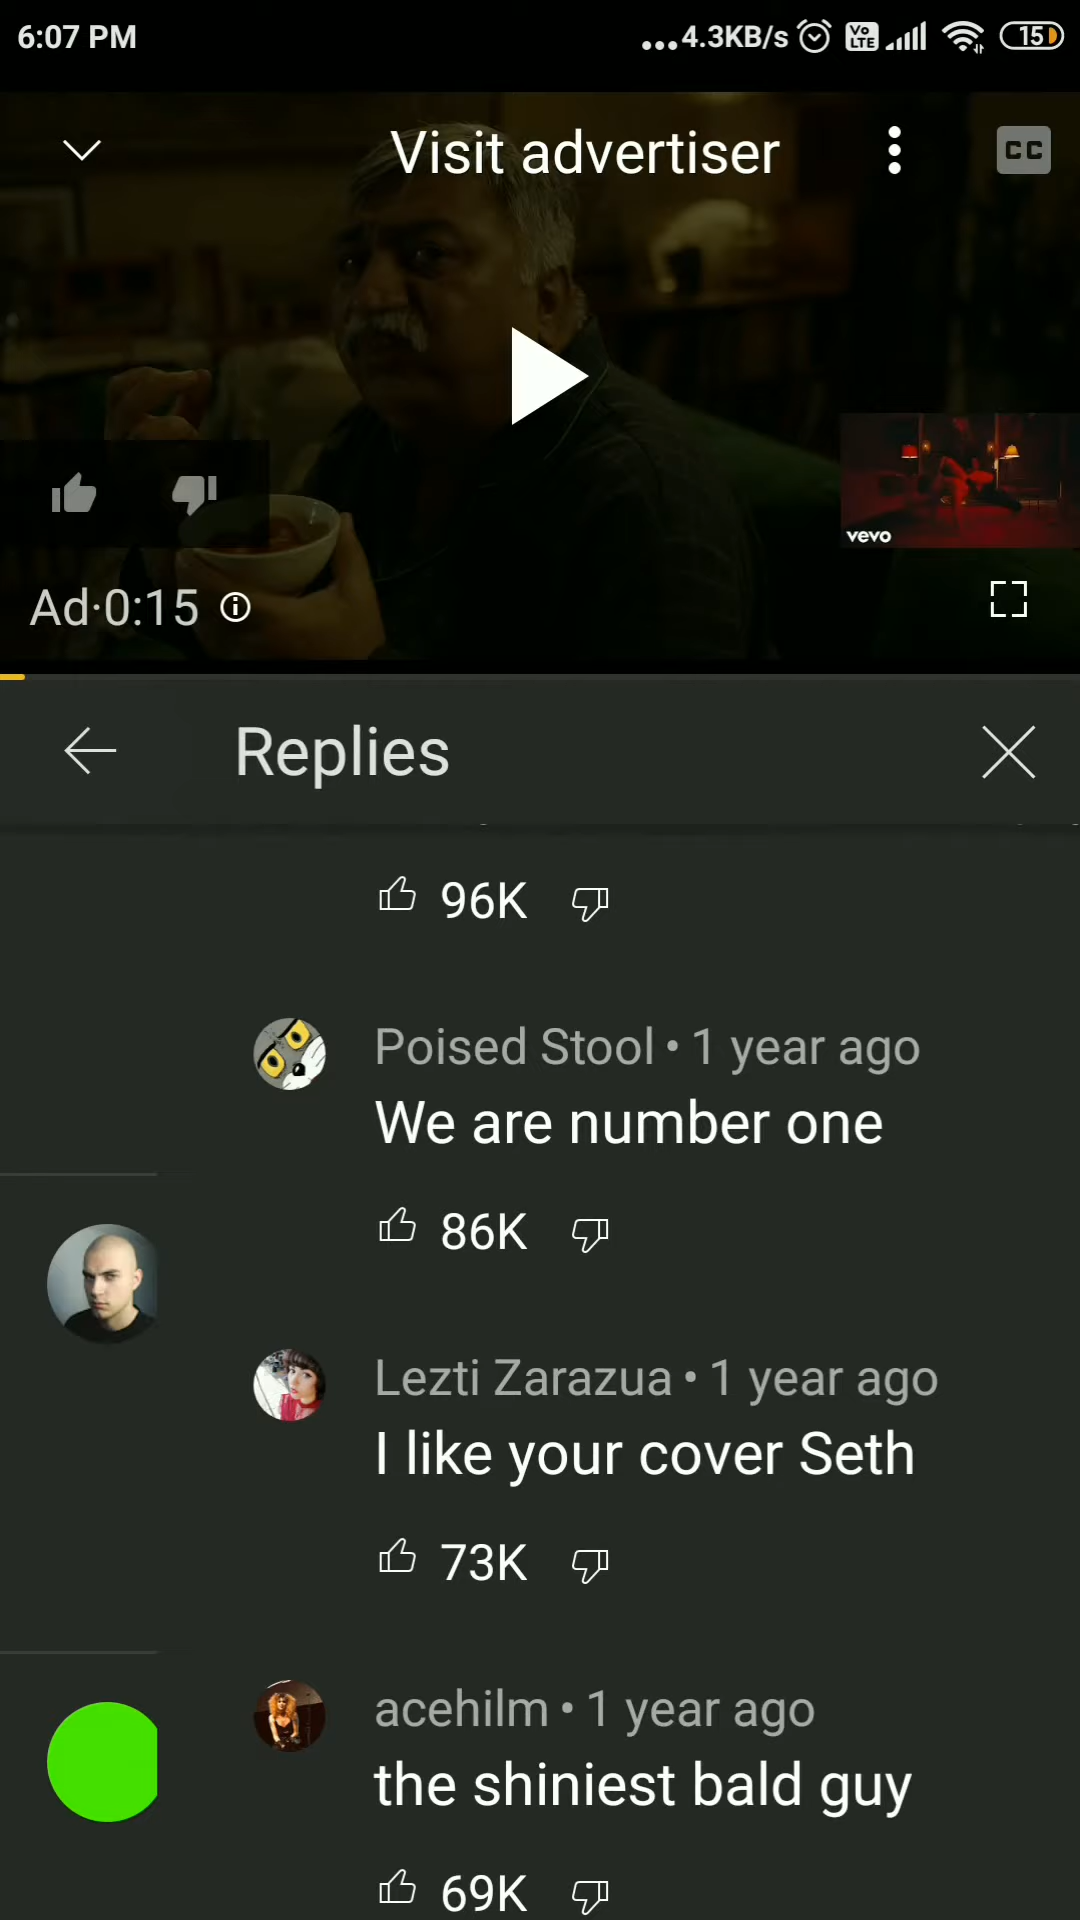 6:07 PM
...4.3KB/s Vo LTE 15
Visit advertiser
CC
vevo
Ad·0:15
Replies
96K
Poised Stool • 1 year ago
We are number one
86K
Lezti Zarazua • 1 year ago
I like your cover Seth
73K
acehilm • 1 year ago
the shiniest bald guy
69K